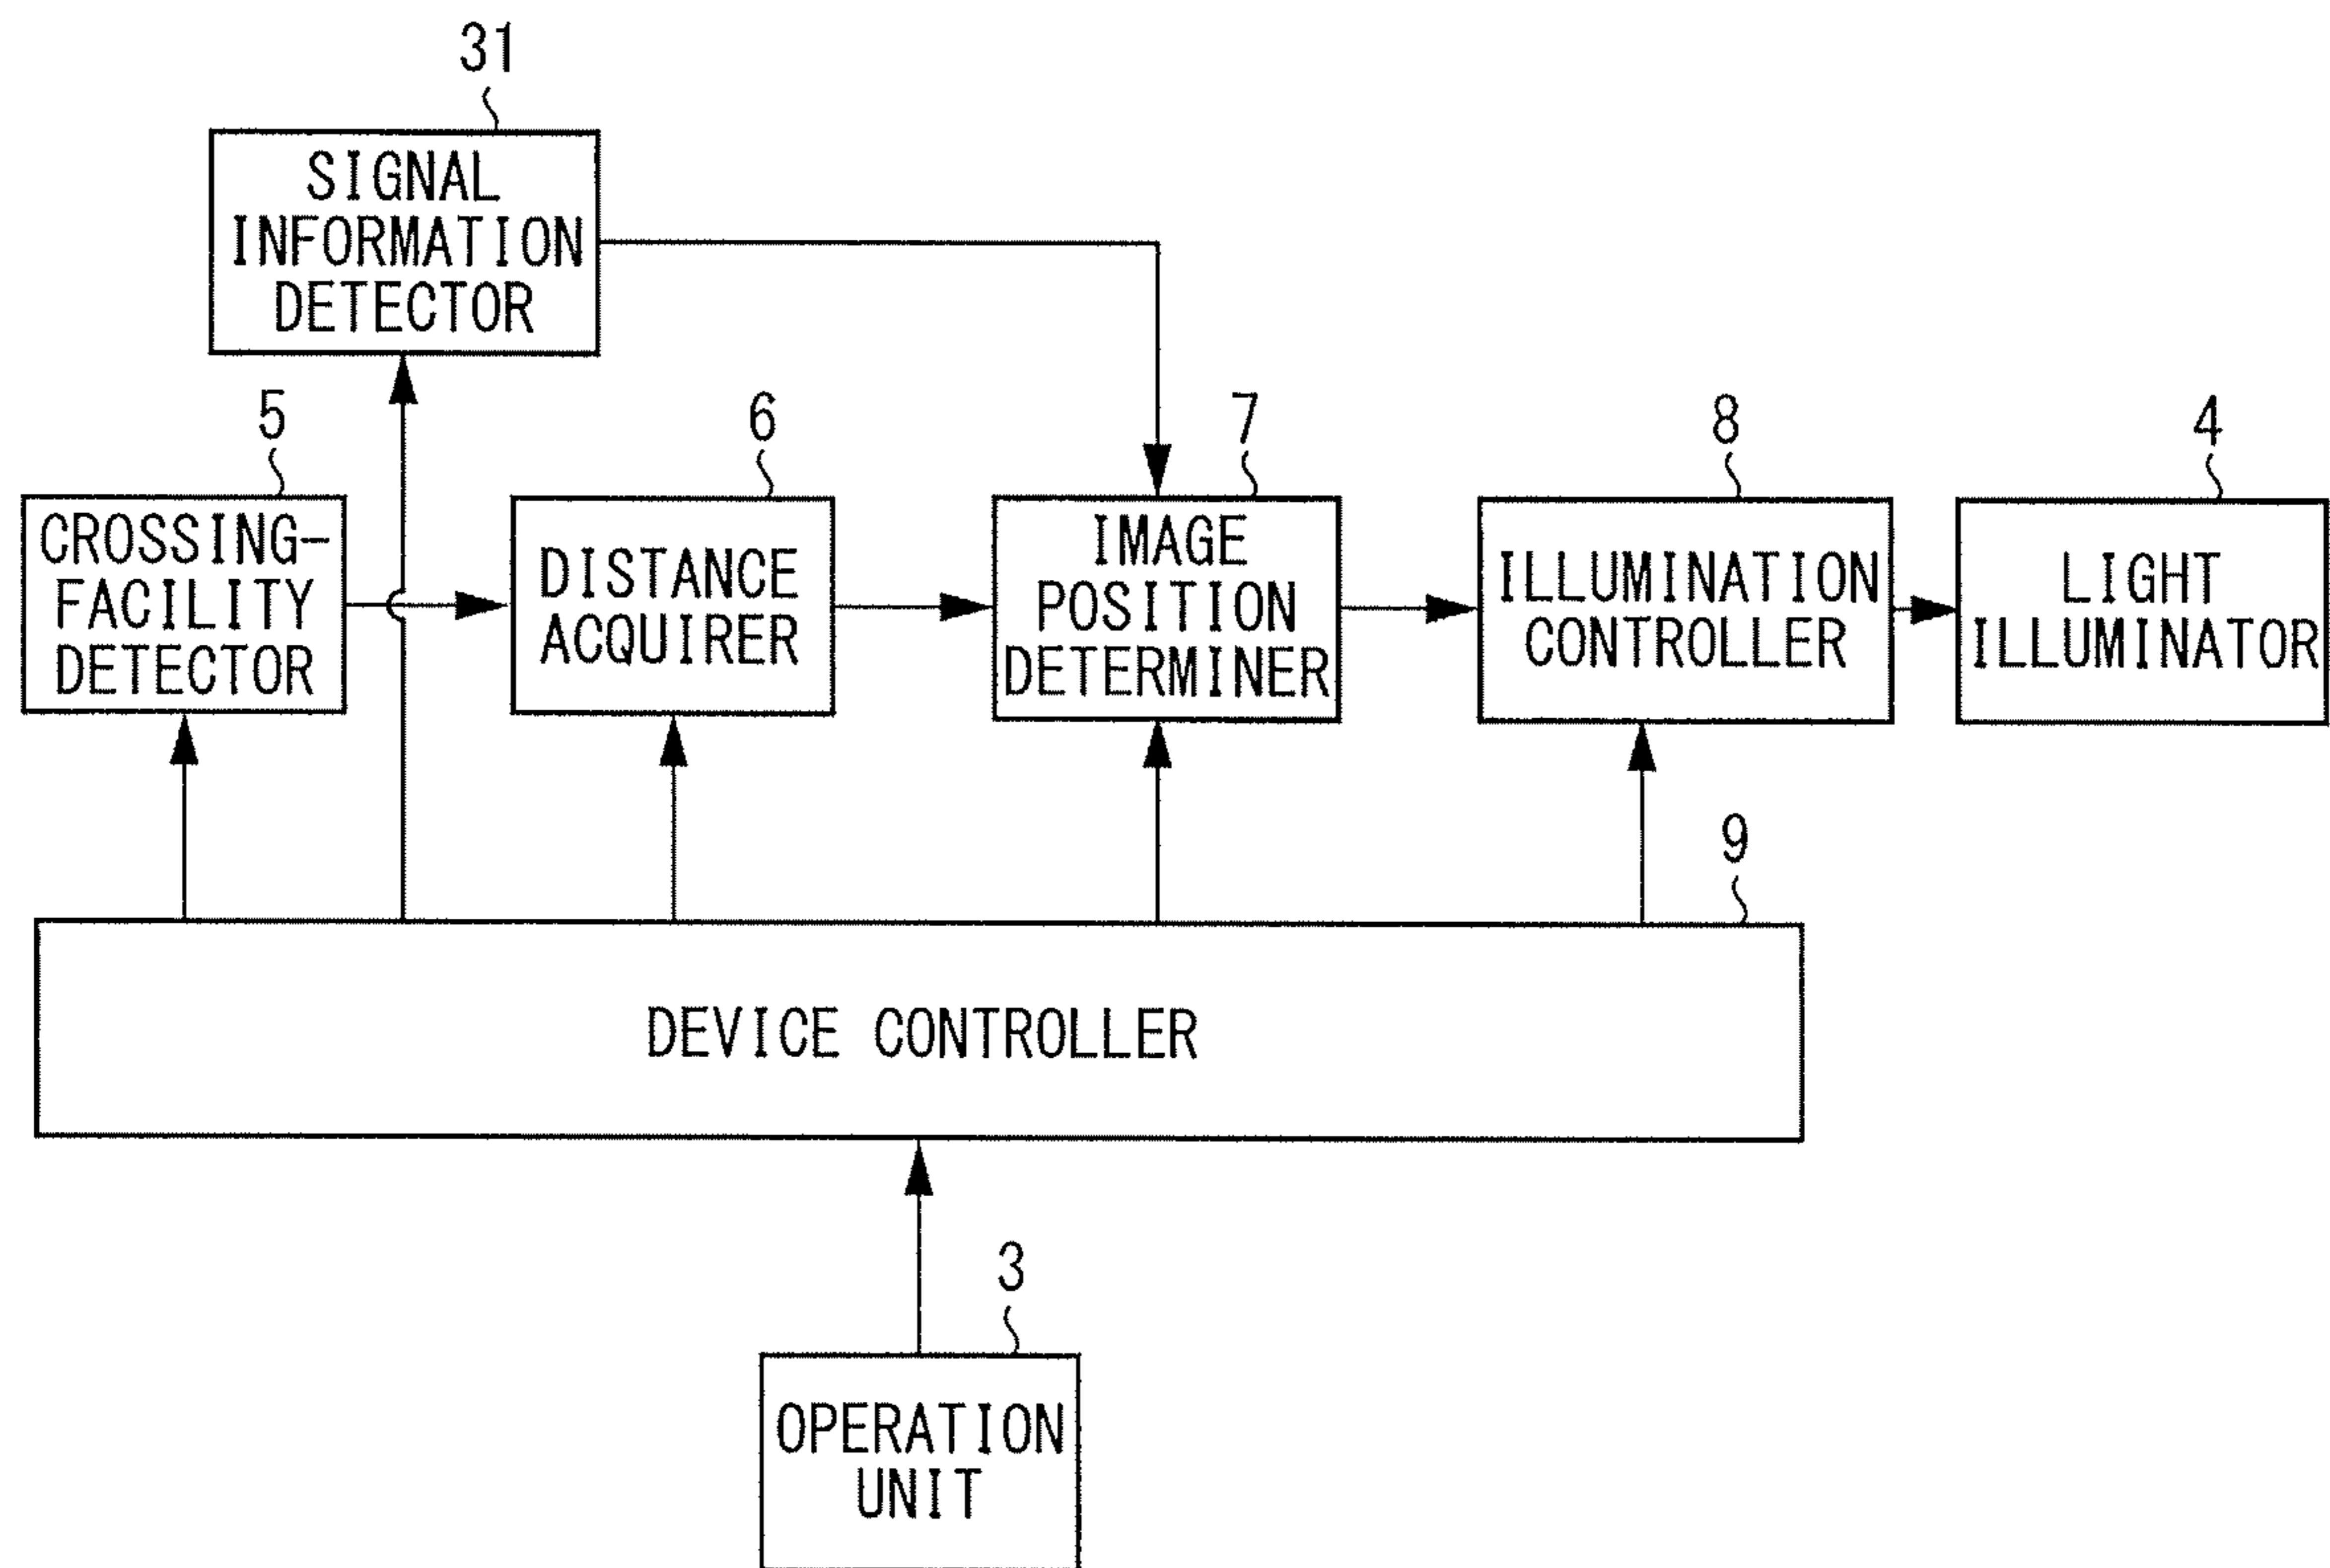 31
SIGNAL
INFORMATION
DETECTOR
5
CROSSING-
FACILITY
DETECTOR
6
DISTANCE
ACQUIRER
7
IMAGE
POSITION
DETERMINER
8
ILLUMINATION
CONTROLLER
4
LIGHT
ILLUMINATOR
9
DEVICE CONTROLLER
3
OPERATION
UNIT